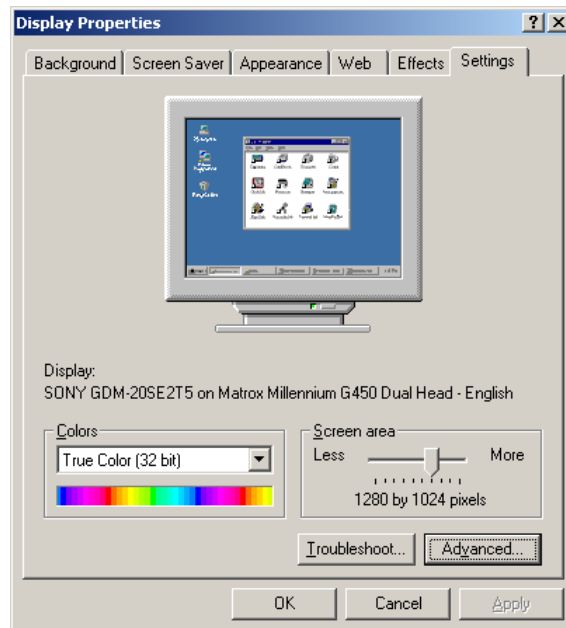 Display Properties
Background Screen Saver Appearance Web Effects Settings
Display:
SONY GDM-20SE2T5 on Matrox Millennium G450 Dual Head - English
Colors
True Color (32 bit)
Screen area
Less More
1280 by 1024 pixels
Troubleshoot... Advanced...
OK Cancel Apply